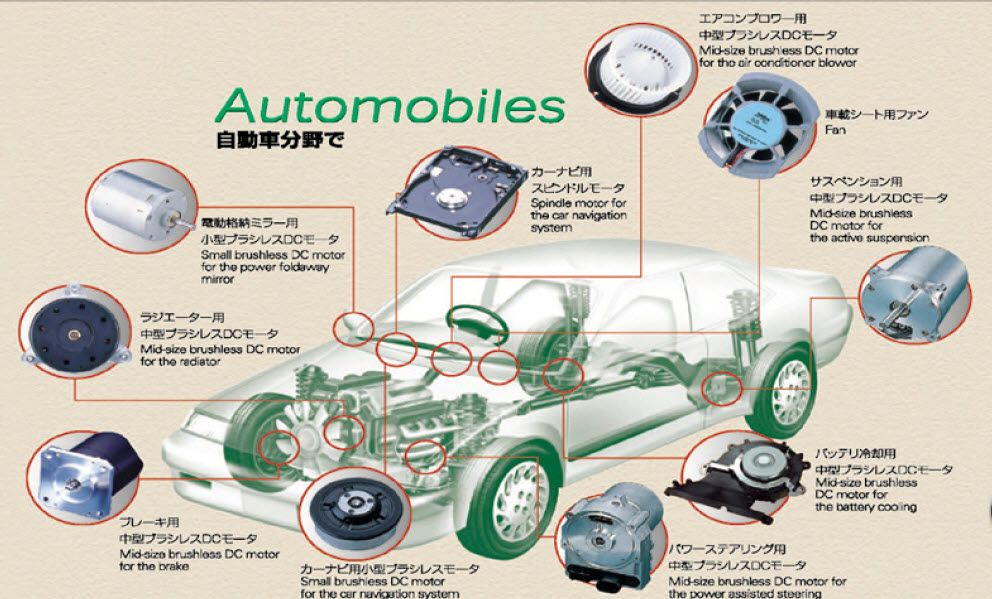 Automobiles
自動車分野で
エアコンブロワー用
中型ブラシレスDCモータ
Mid-size brushless DC motor
for the air conditioner blower
車載シート用ファン
Fan
カーナビ用
スピンドルモータ
Spindle motor for
the car navigation
system
サスペンション用
中型ブラシレスDCモータ
Mid-size brushless
DC motor for
the active suspension
電動格納ミラー用
小型ブラシレスDCモータ
Small brushless DC motor
for the power foldaway
mirror
ラジエーター用
中型ブラシレスDCモータ
Mid-size brushless DC motor
for the radiator
バッテリ冷却用
中型ブラシレスDCモータ
Mid-size brushless
DC motor for
the battery cooling
ブレーキ用
中型ブラシレスDCモータ
Mid-size brushless DC motor
for the brake
カーナビ用小型ブラシレスモータ
Small brushless DC motor
for the car navigation system
パワーステアリング用
中型ブラシレスDCモータ
Mid-size brushless DC motor for
the power assisted steering